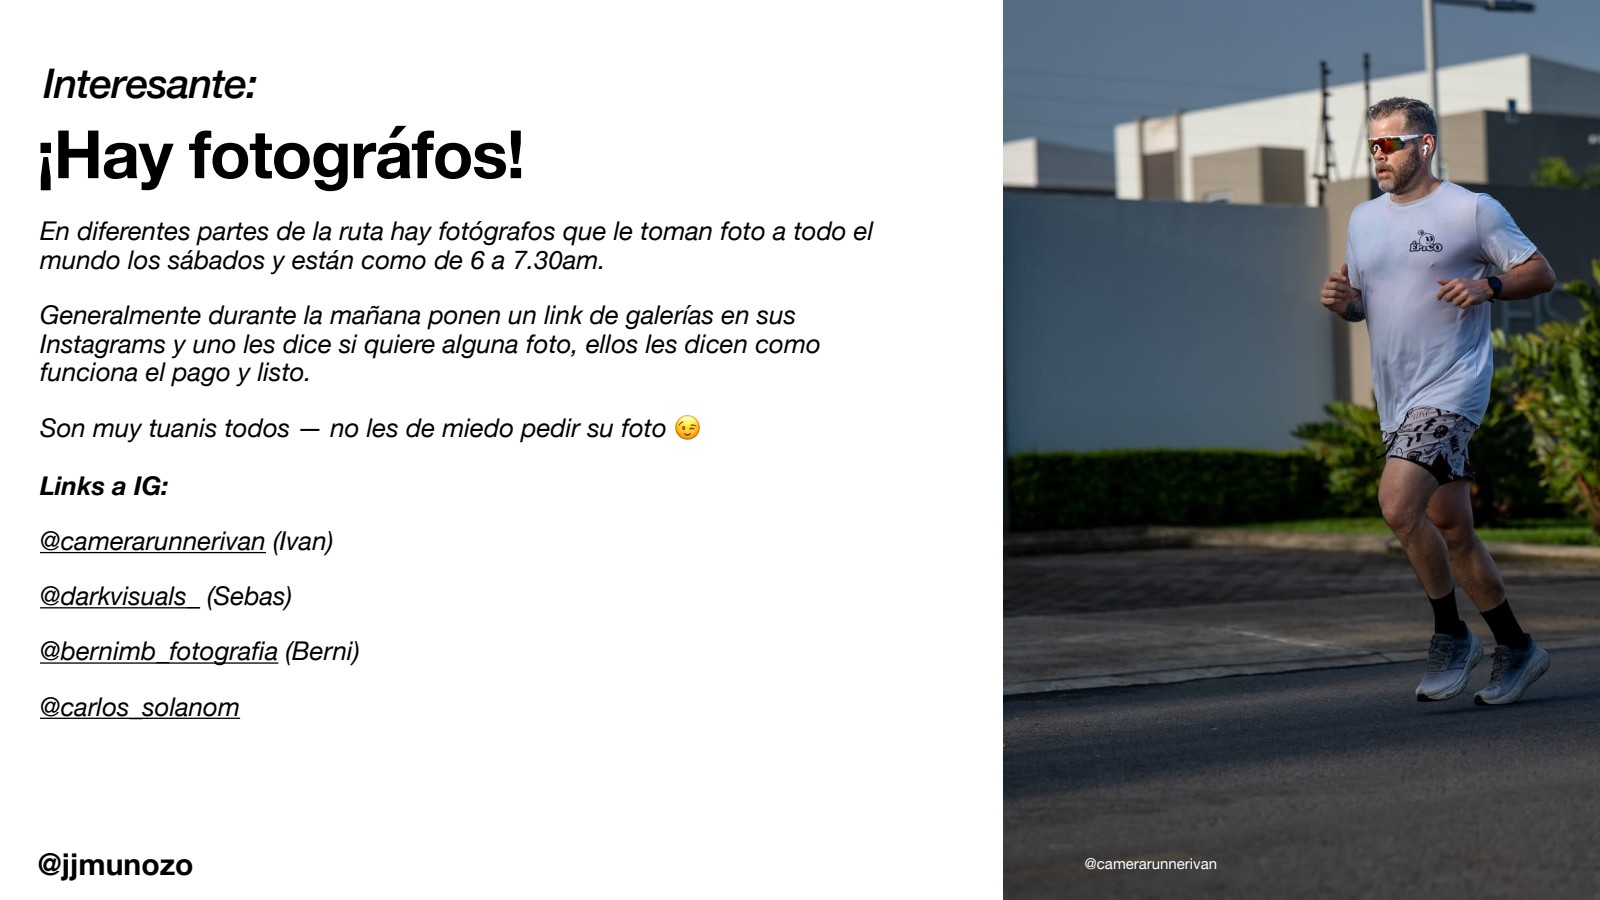 Interesante:
¡Hay fotográfos!
En diferentes partes de la ruta hay fotógrafos que le toman foto a todo el
mundo los sábados y están como de 6 a 7.30am.
Generalmente durante la mañana ponen un link de galerías en sus
Instagrams y uno les dice si quiere alguna foto, ellos les dicen como
funciona el pago y listo.
Son muy tuanis todos — no les de miedo pedir su foto 😉
Links a IG:
@camerarunnerivan (Ivan)
@darkvisuals_ (Sebas)
@bernimb_fotografia (Berni)
@carlos_solanom
@jjmunozo
ÉPICO
@camerarunnerivan